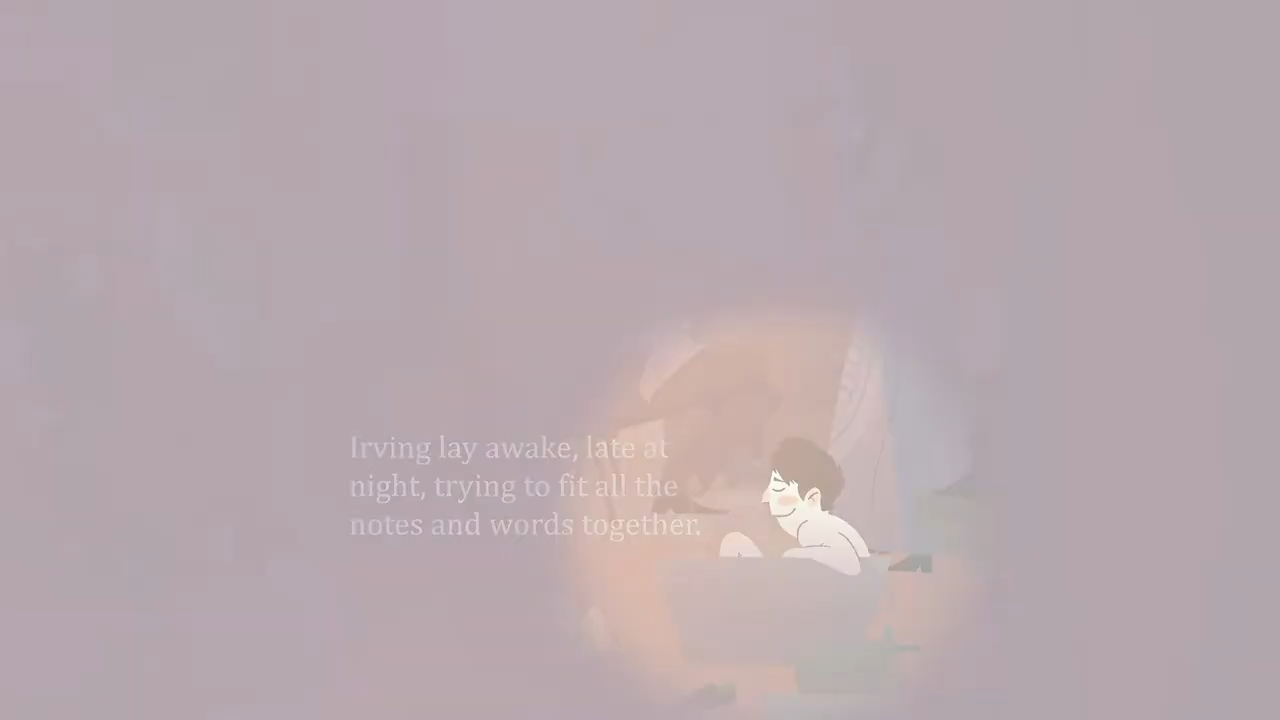 Irving lay awake, late at
night, trying to fit all the
notes and words together.